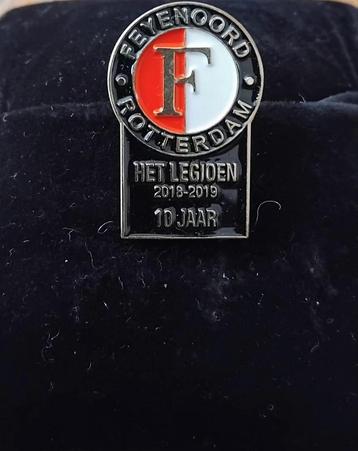 FEYENOORD
F
ROTTERDAM
HET LEGIOEN
2018-2019
10 JAAR